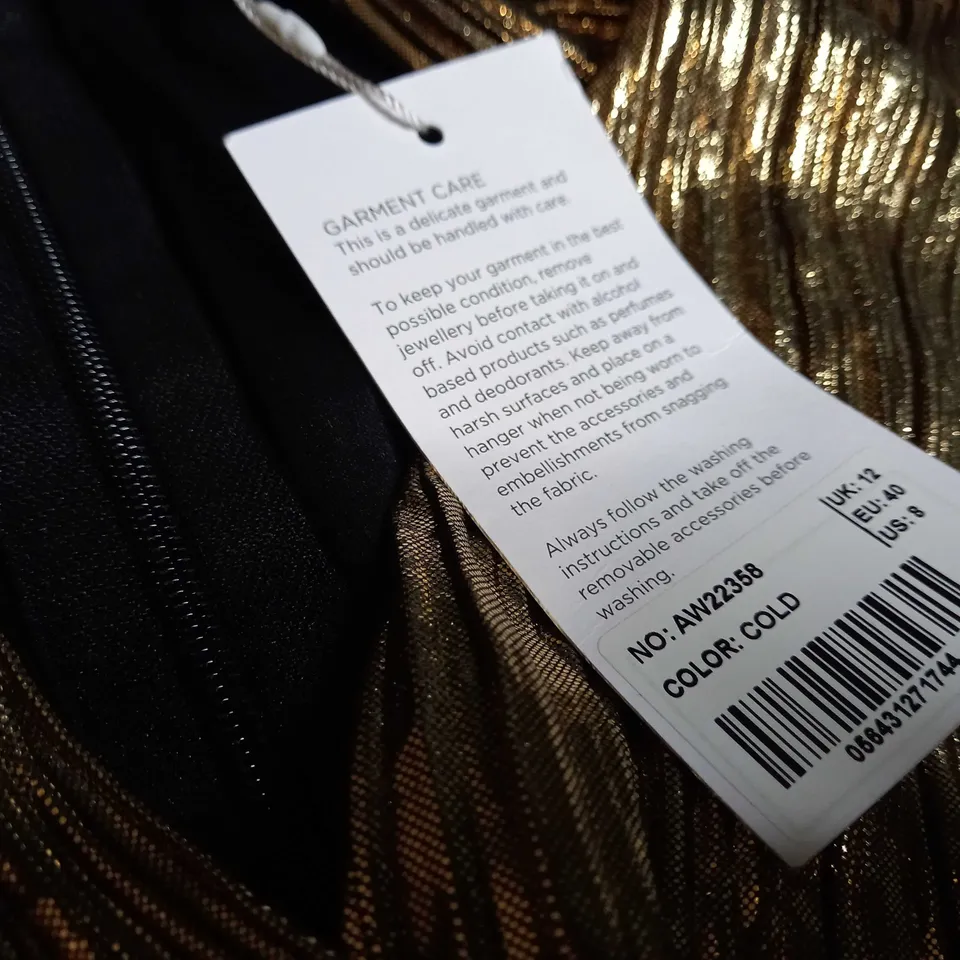 GARMENT CARE
This is a delicate garment and
should be handled with care.
To keep your garment in the best
possible condition, remove
jewellery before taking it on and
off. Avoid contact with alcohol
based products such as perfumes
and deodorants. Keep away from
harsh surfaces and place on a
hanger when not being worn to
prevent the accessories and
embellishments from snagging
the fabric.
Always follow the washing
instructions and take off the
removable accessories before
washing.
UK: 12
EU: 40
US: 8
NO: AW22358
COLOR: COLD